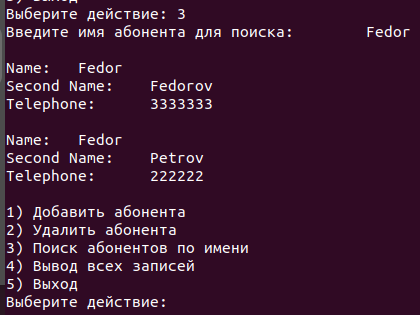 5) Выход
Выберите действие: 3
Введите имя абонента для поиска: Fedor
Name: Fedor
Second Name: Fedorov
Telephone: 3333333
Name: Fedor
Second Name: Petrov
Telephone: 222222
1) Добавить абонента
2) Удалить абонента
3) Поиск абонентов по имени
4) Вывод всех записей
5) Выход
Выберите действие: